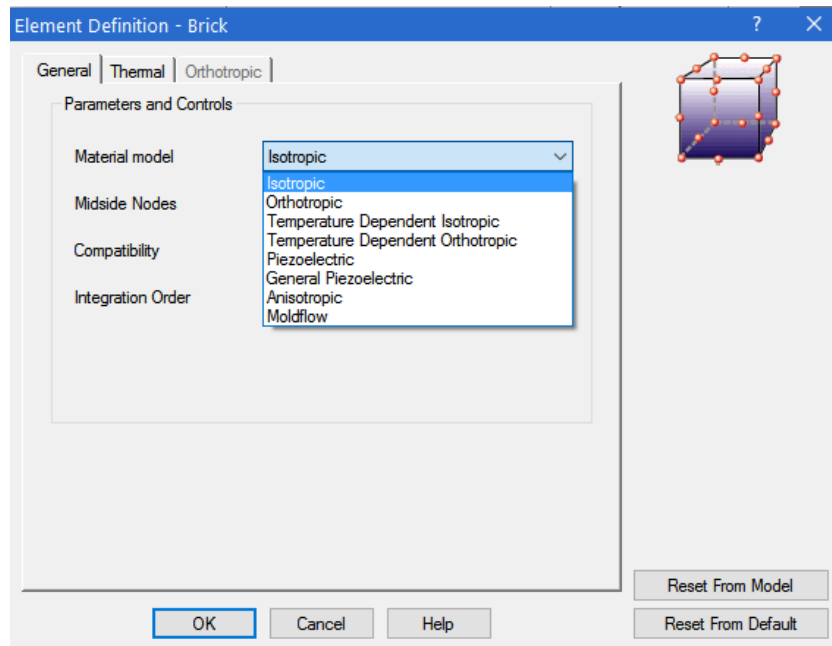 Element Definition - Brick
?
General
Thermal
Orthotropic
Parameters and Controls
Material model
Isotropic
Isotropic
Orthotropic
Temperature Dependent Isotropic
Temperature Dependent Orthotropic
Piezoelectric
General Piezoelectric
Anisotropic
Moldflow
Midside Nodes
Compatibility
Integration Order
Reset From Model
OK
Cancel
Help
Reset From Default